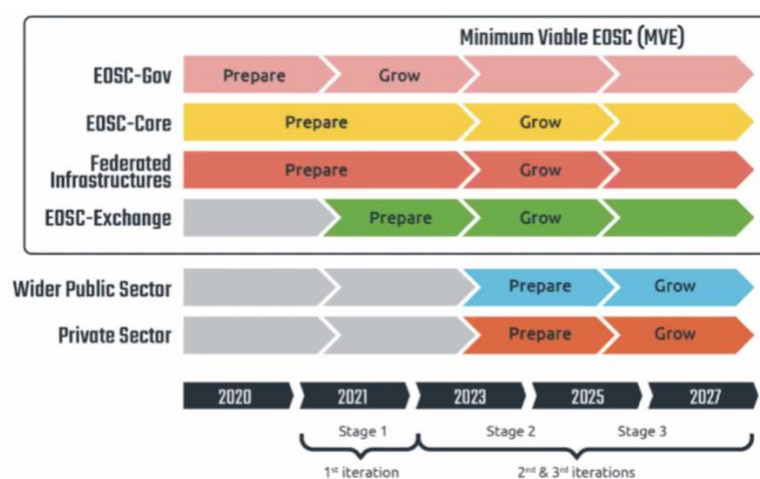 Minimum Viable EOSC (MVE)
EOSC-Gov Prepare Grow
EOSC-Core Prepare Grow
Federated
Infrastructures Prepare Grow
EOSC-Exchange Prepare Grow
Wider Public Sector Prepare Grow
Private Sector Prepare Grow
2020 2021 2023 2025 2027
Stage 1 Stage 2 Stage 3
1st iteration 2nd & 3rd iterations